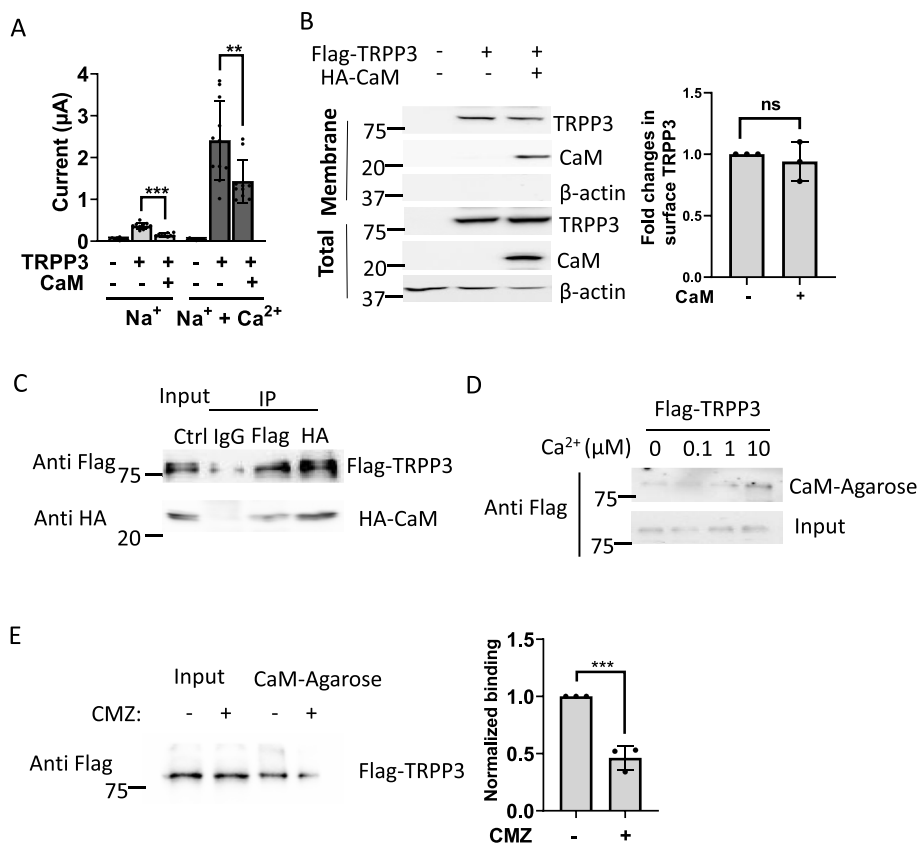 A
Current (µA)
4
3
2
1
0
***
**
TRPP3 - + + - + +
CaM - - + - - +
Na+ Na+ + Ca2+
B
Flag-TRPP3 - + +
HA-CaM - - +
Membrane
75 TRPP3
20 CaM
37 β-actin
Total
75 TRPP3
20 CaM
37 β-actin
Fold changes in
surface TRPP3
1.5
1.0
0.5
0.0
ns
CaM - +
C
Input IP
Ctrl IgG Flag HA
Anti Flag 75 Flag-TRPP3
Anti HA 20 HA-CaM
D
Flag-TRPP3
Ca2+ (µM) 0 0.1 1 10
Anti Flag
75 CaM-Agarose
75 Input
E
Input CaM-Agarose
CMZ: - + - +
Anti Flag 75 Flag-TRPP3
Normalized binding
1.5
1.0
0.5
0.0
***
CMZ - +